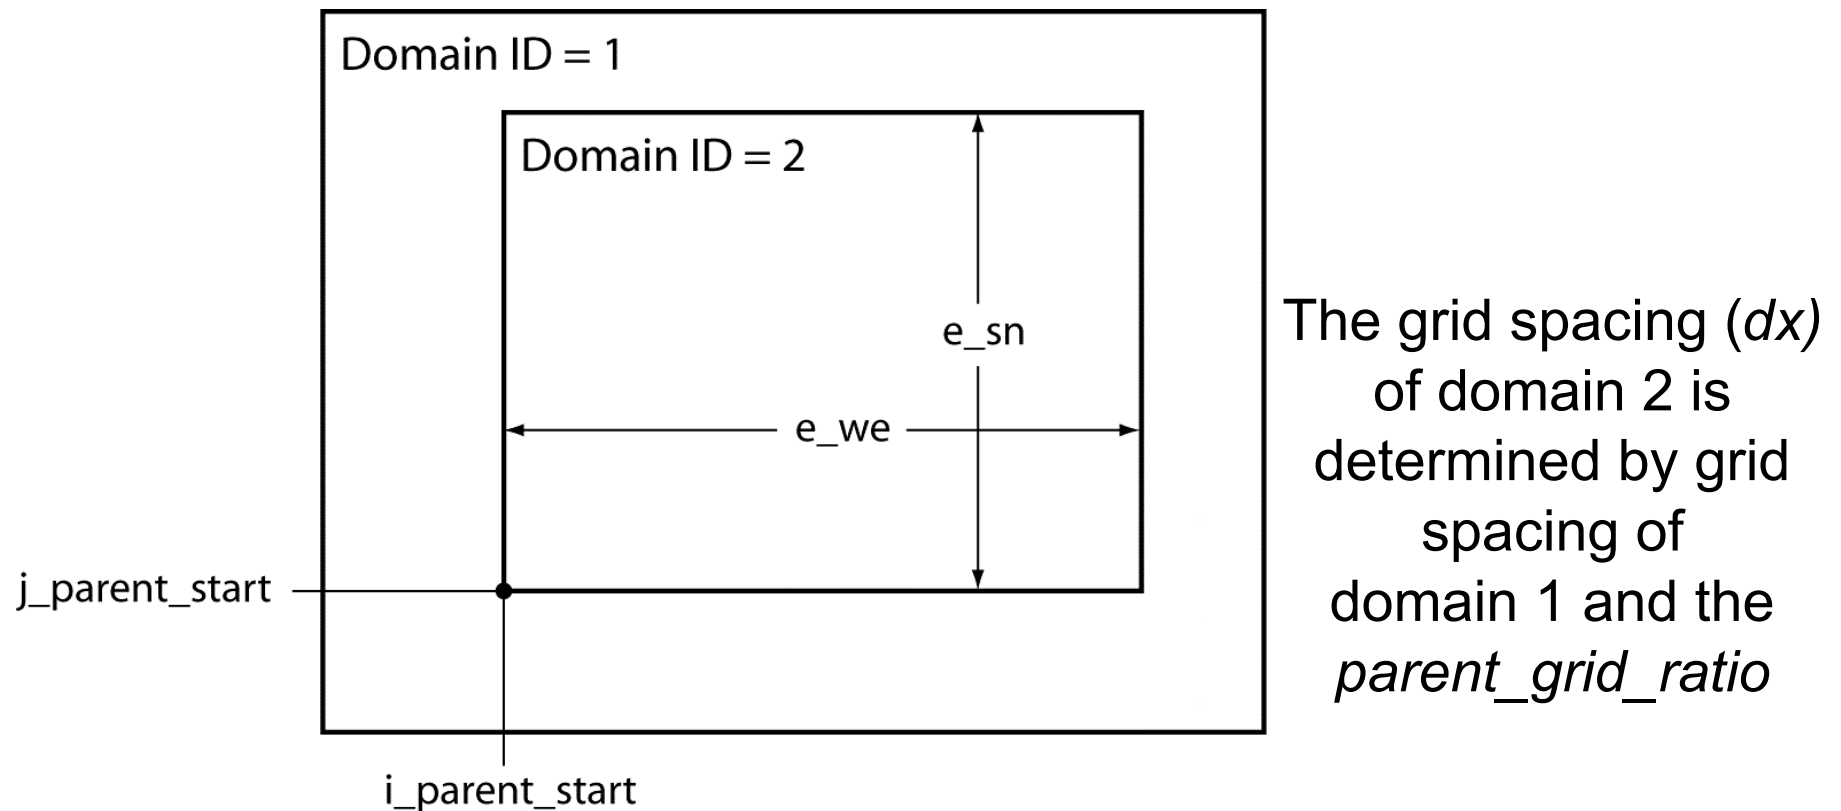 Domain ID = 1
Domain ID = 2
e_sn
e_we
j_parent_start
i_parent_start
The grid spacing (dx)
of domain 2 is
determined by grid
spacing of
domain 1 and the
parent_grid_ratio